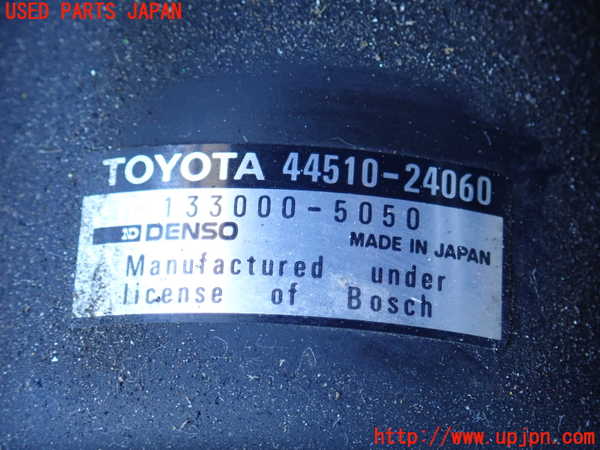 USED PARTS JAPAN
TOYOTA 44510-24060
133000-5050
DENSO
MADE IN JAPAN
Manufactured under
license of Bosch
http://www.upjpn.com/